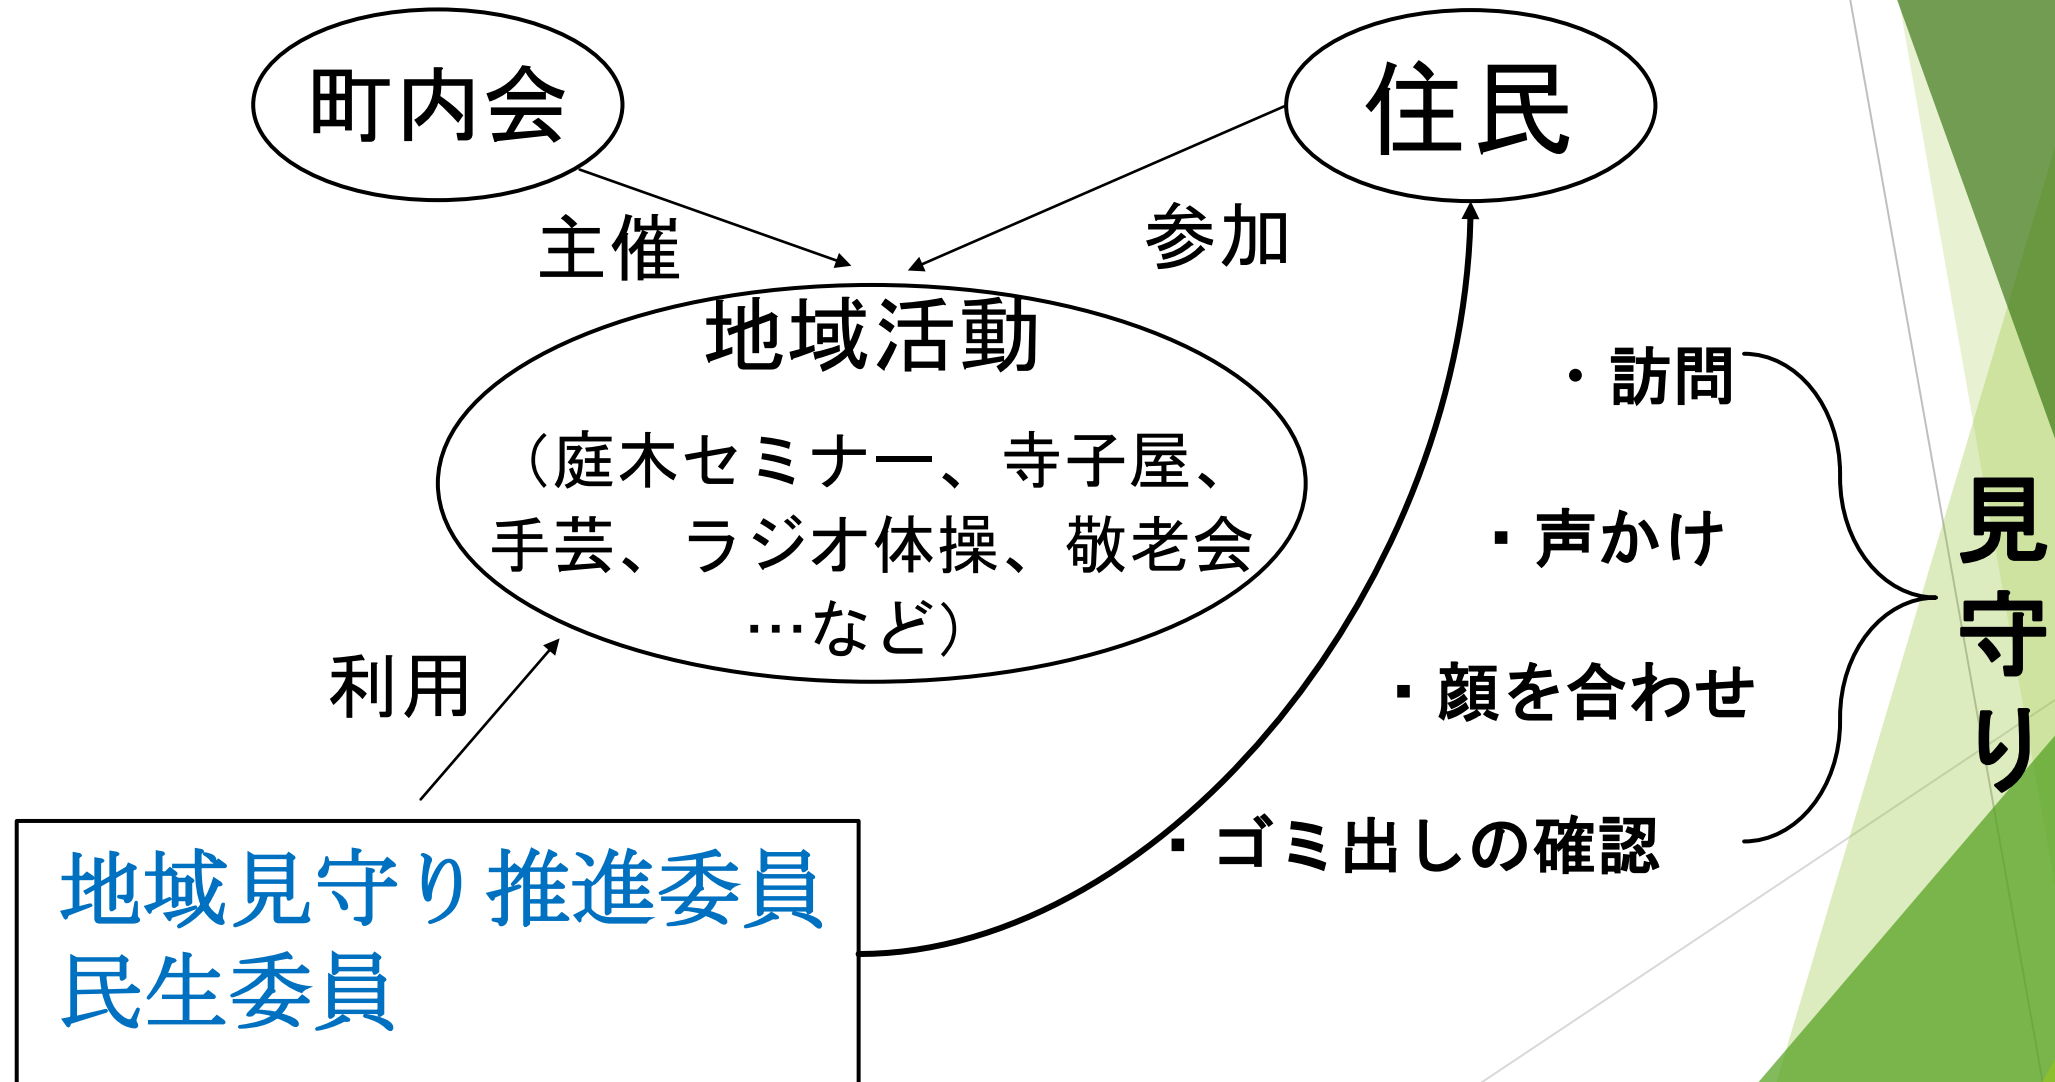 町内会
住民
主催
参加
地域活動
（庭木セミナー、寺子屋、
手芸、ラジオ体操、敬老会
…など）
利用
・訪問
・声かけ
・顔を合わせ
・ゴミ出しの確認
見守り
地域見守り推進委員
民生委員